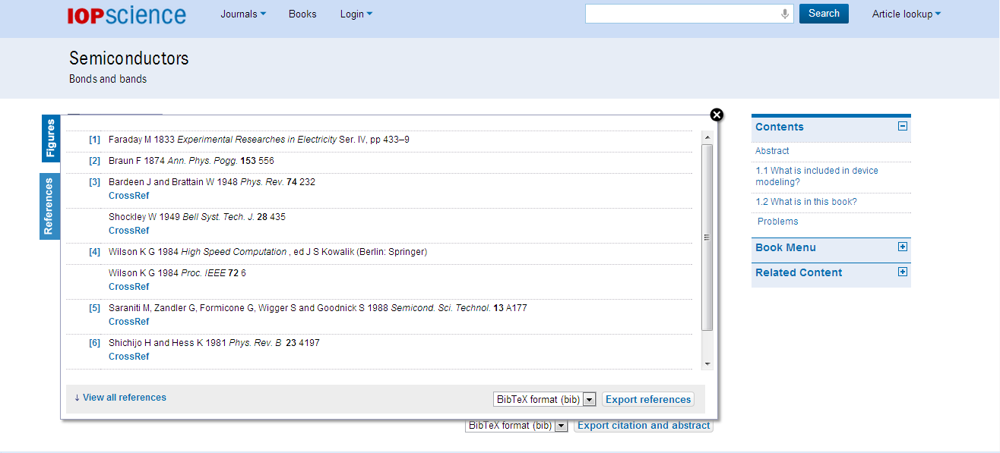 IOPscience Journals Books Login Search Article lookup
Semiconductors
Bonds and bands
Figures
References
[1] Faraday M 1833 Experimental Researches in Electricity Ser. IV, pp 433–9
[2] Braun F 1874 Ann. Phys. Pogg. 153 556
[3] Bardeen J and Brattain W 1948 Phys. Rev. 74 232
CrossRef
Shockley W 1949 Bell Syst. Tech. J. 28 435
CrossRef
[4] Wilson K G 1984 High Speed Computation , ed J S Kowalik (Berlin: Springer)
Wilson K G 1984 Proc. IEEE 72 6
CrossRef
[5] Saraniti M, Zandler G, Formicone G, Wigger S and Goodnick S 1988 Semicond. Sci. Technol. 13 A177
CrossRef
[6] Shichijo H and Hess K 1981 Phys. Rev. B 23 4197
CrossRef
↓ View all references
BibTeX format (bib) Export references
BibTeX format (bib) Export citation and abstract
Contents
Abstract
1.1 What is included in device
modeling?
1.2 What is in this book?
Problems
Book Menu
Related Content